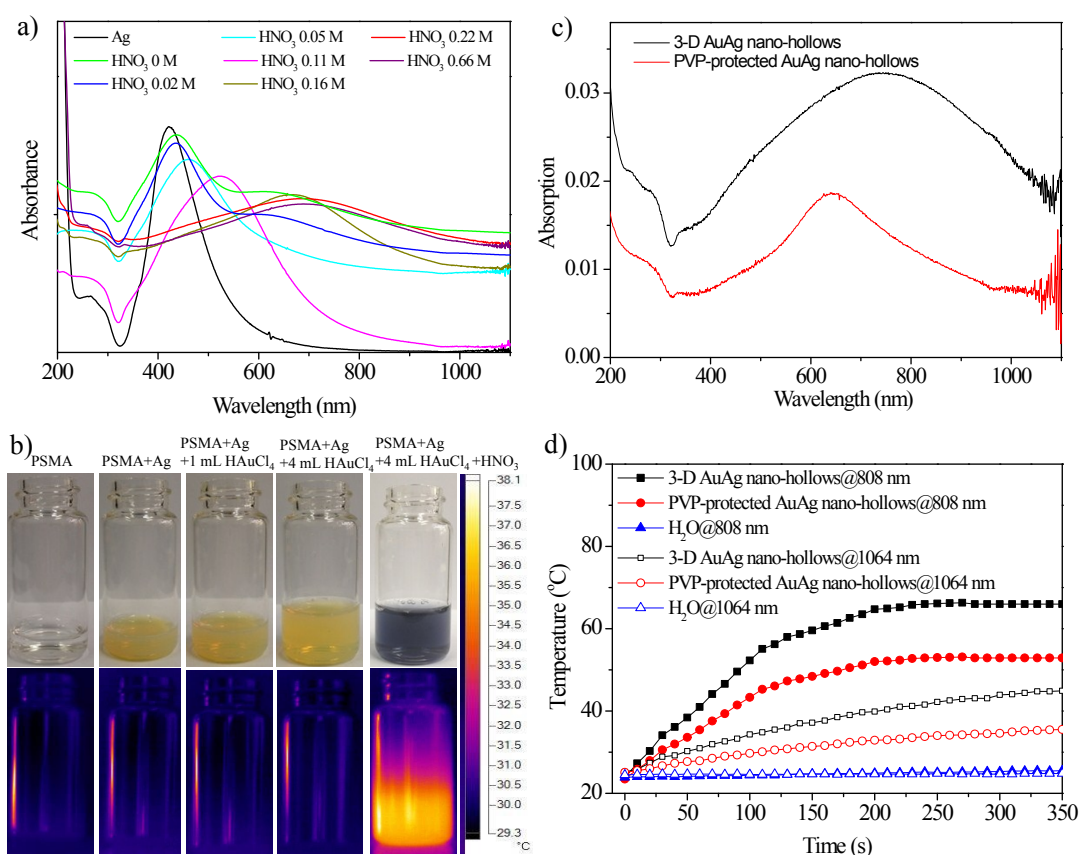 a)
Ag
HNO3 0 M
HNO3 0.02 M
HNO3 0.05 M
HNO3 0.11 M
HNO3 0.16 M
HNO3 0.22 M
HNO3 0.66 M
Absorbance
200 400 600 800 1000
Wavelength (nm)
c)
3-D AuAg nano-hollows
PVP-protected AuAg nano-hollows
Absorption
0.03
0.02
0.01
0.00
200 400 600 800 1000
Wavelength (nm)
b)
PSMA
PSMA+Ag
PSMA+Ag
+1 mL HAuCl4
PSMA+Ag
+4 mL HAuCl4
PSMA+Ag
+4 mL HAuCl4 +HNO3
38.1
37.5
36.5
35.5
35.0
34.5
34.0
33.5
33.0
32.5
32.0
31.5
31.0
30.5
30.0
29.3
°C
d)
3-D AuAg nano-hollows@808 nm
PVP-protected AuAg nano-hollows@808 nm
H2O@808 nm
3-D AuAg nano-hollows@1064 nm
PVP-protected AuAg nano-hollows@1064 nm
H2O@1064 nm
Temperature (°C)
100
80
60
40
20
0 50 100 150 200 250 300 350
Time (s)